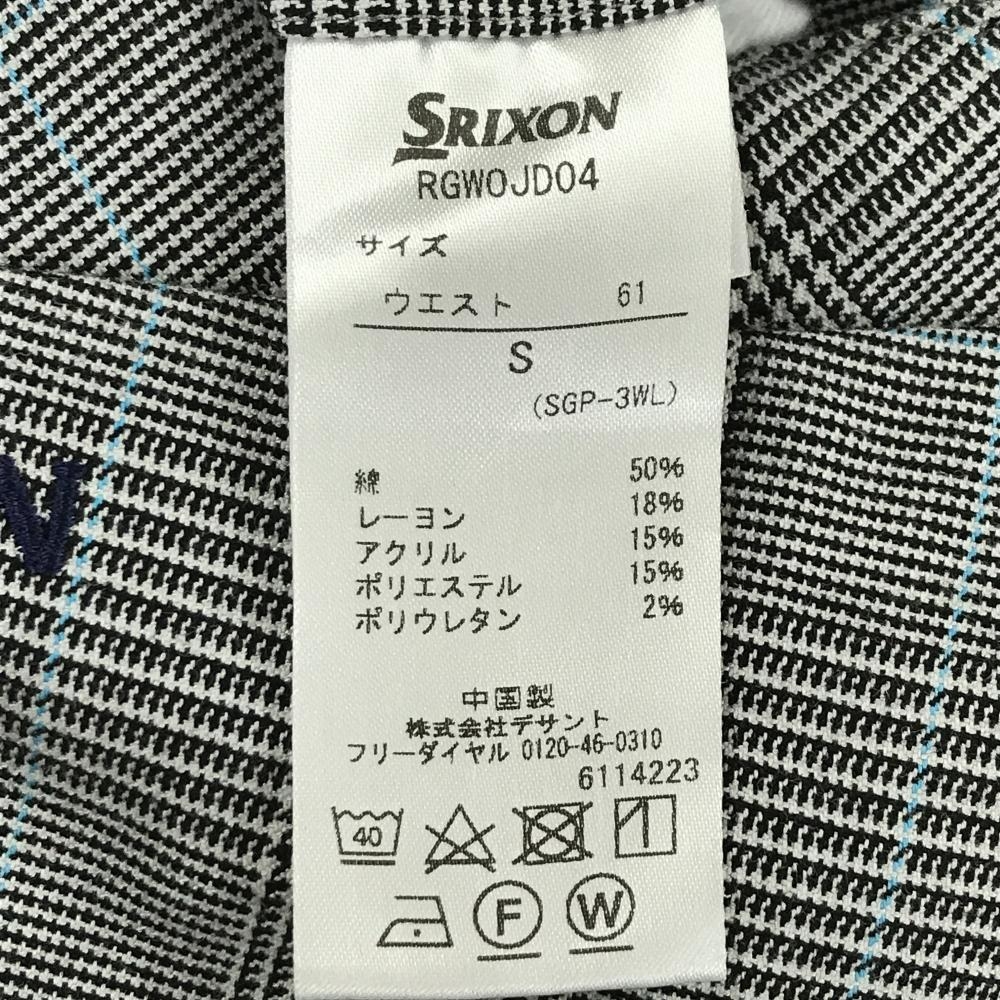 SRIXON
RGWOJD04
サイズ
ウエスト 61
S
(SGP-3WL)
綿 50%
レーヨン 18%
アクリル 15%
ポリエステル 15%
ポリウレタン 2%
中国製
株式会社デサント
フリーダイヤル 0120-46-0310
6114223
40
F W
N